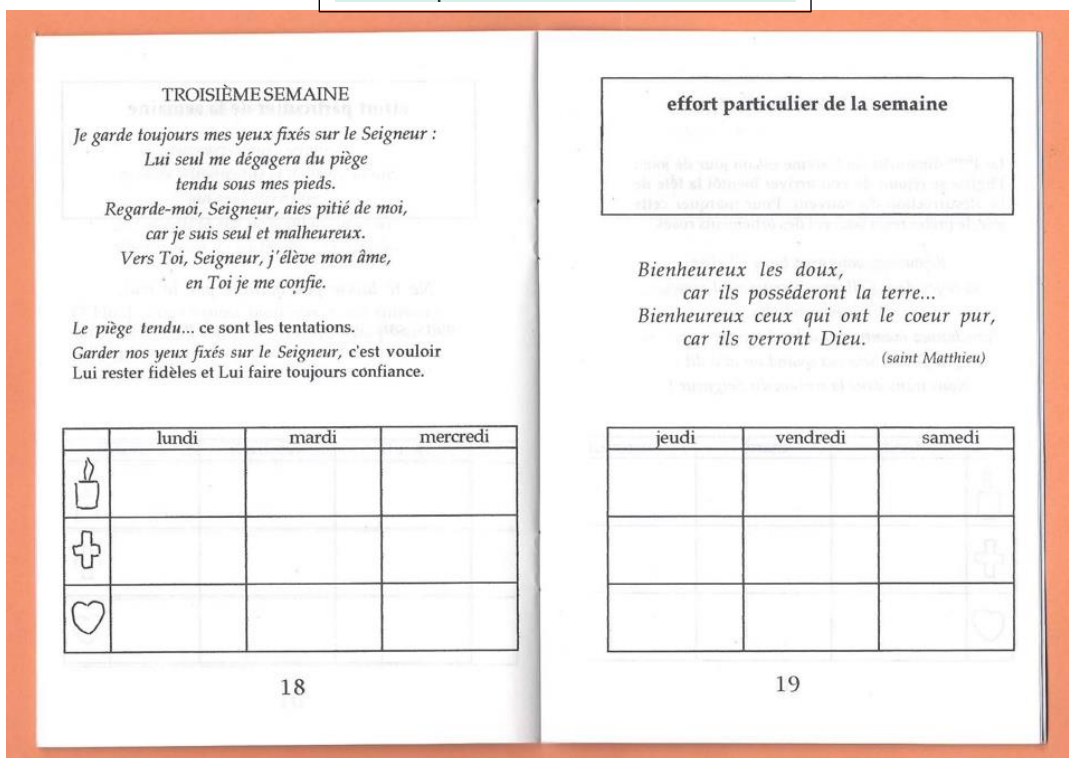 TROISIÈME SEMAINE
Je garde toujours mes yeux fixés sur le Seigneur :
Lui seul me dégagera du piège
tendu sous mes pieds.
Regarde-moi, Seigneur, aies pitié de moi,
car je suis seul et malheureux.
Vers Toi, Seigneur, j'élève mon âme,
en Toi je me confie.
Le piège tendu... ce sont les tentations.
Garder nos yeux fixés sur le Seigneur, c'est vouloir
Lui rester fidèles et Lui faire toujours confiance.
lundi mardi mercredi
18
effort particulier de la semaine
Bienheureux les doux,
car ils posséderont la terre...
Bienheureux ceux qui ont le coeur pur,
car ils verront Dieu.
(saint Matthieu)
jeudi vendredi samedi
19